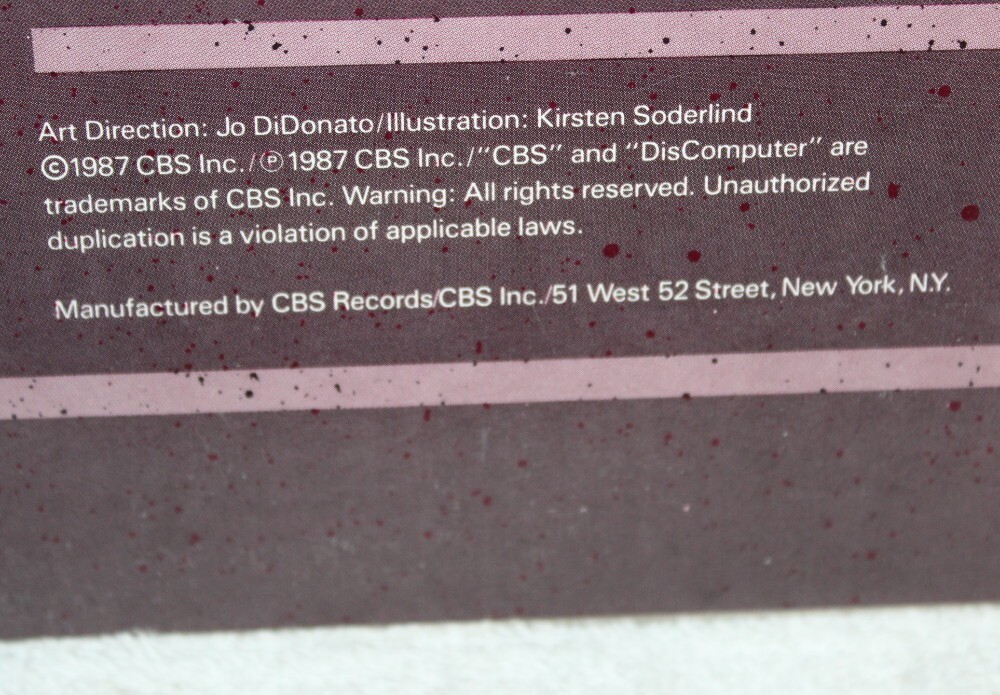 Art Direction: Jo DiDonato/Illustration: Kirsten Soderlind
©1987 CBS Inc./℗1987 CBS Inc./“CBS” and “DisComputer” are
trademarks of CBS Inc. Warning: All rights reserved. Unauthorized
duplication is a violation of applicable laws.
Manufactured by CBS Records/CBS Inc./51 West 52 Street, New York, N.Y.